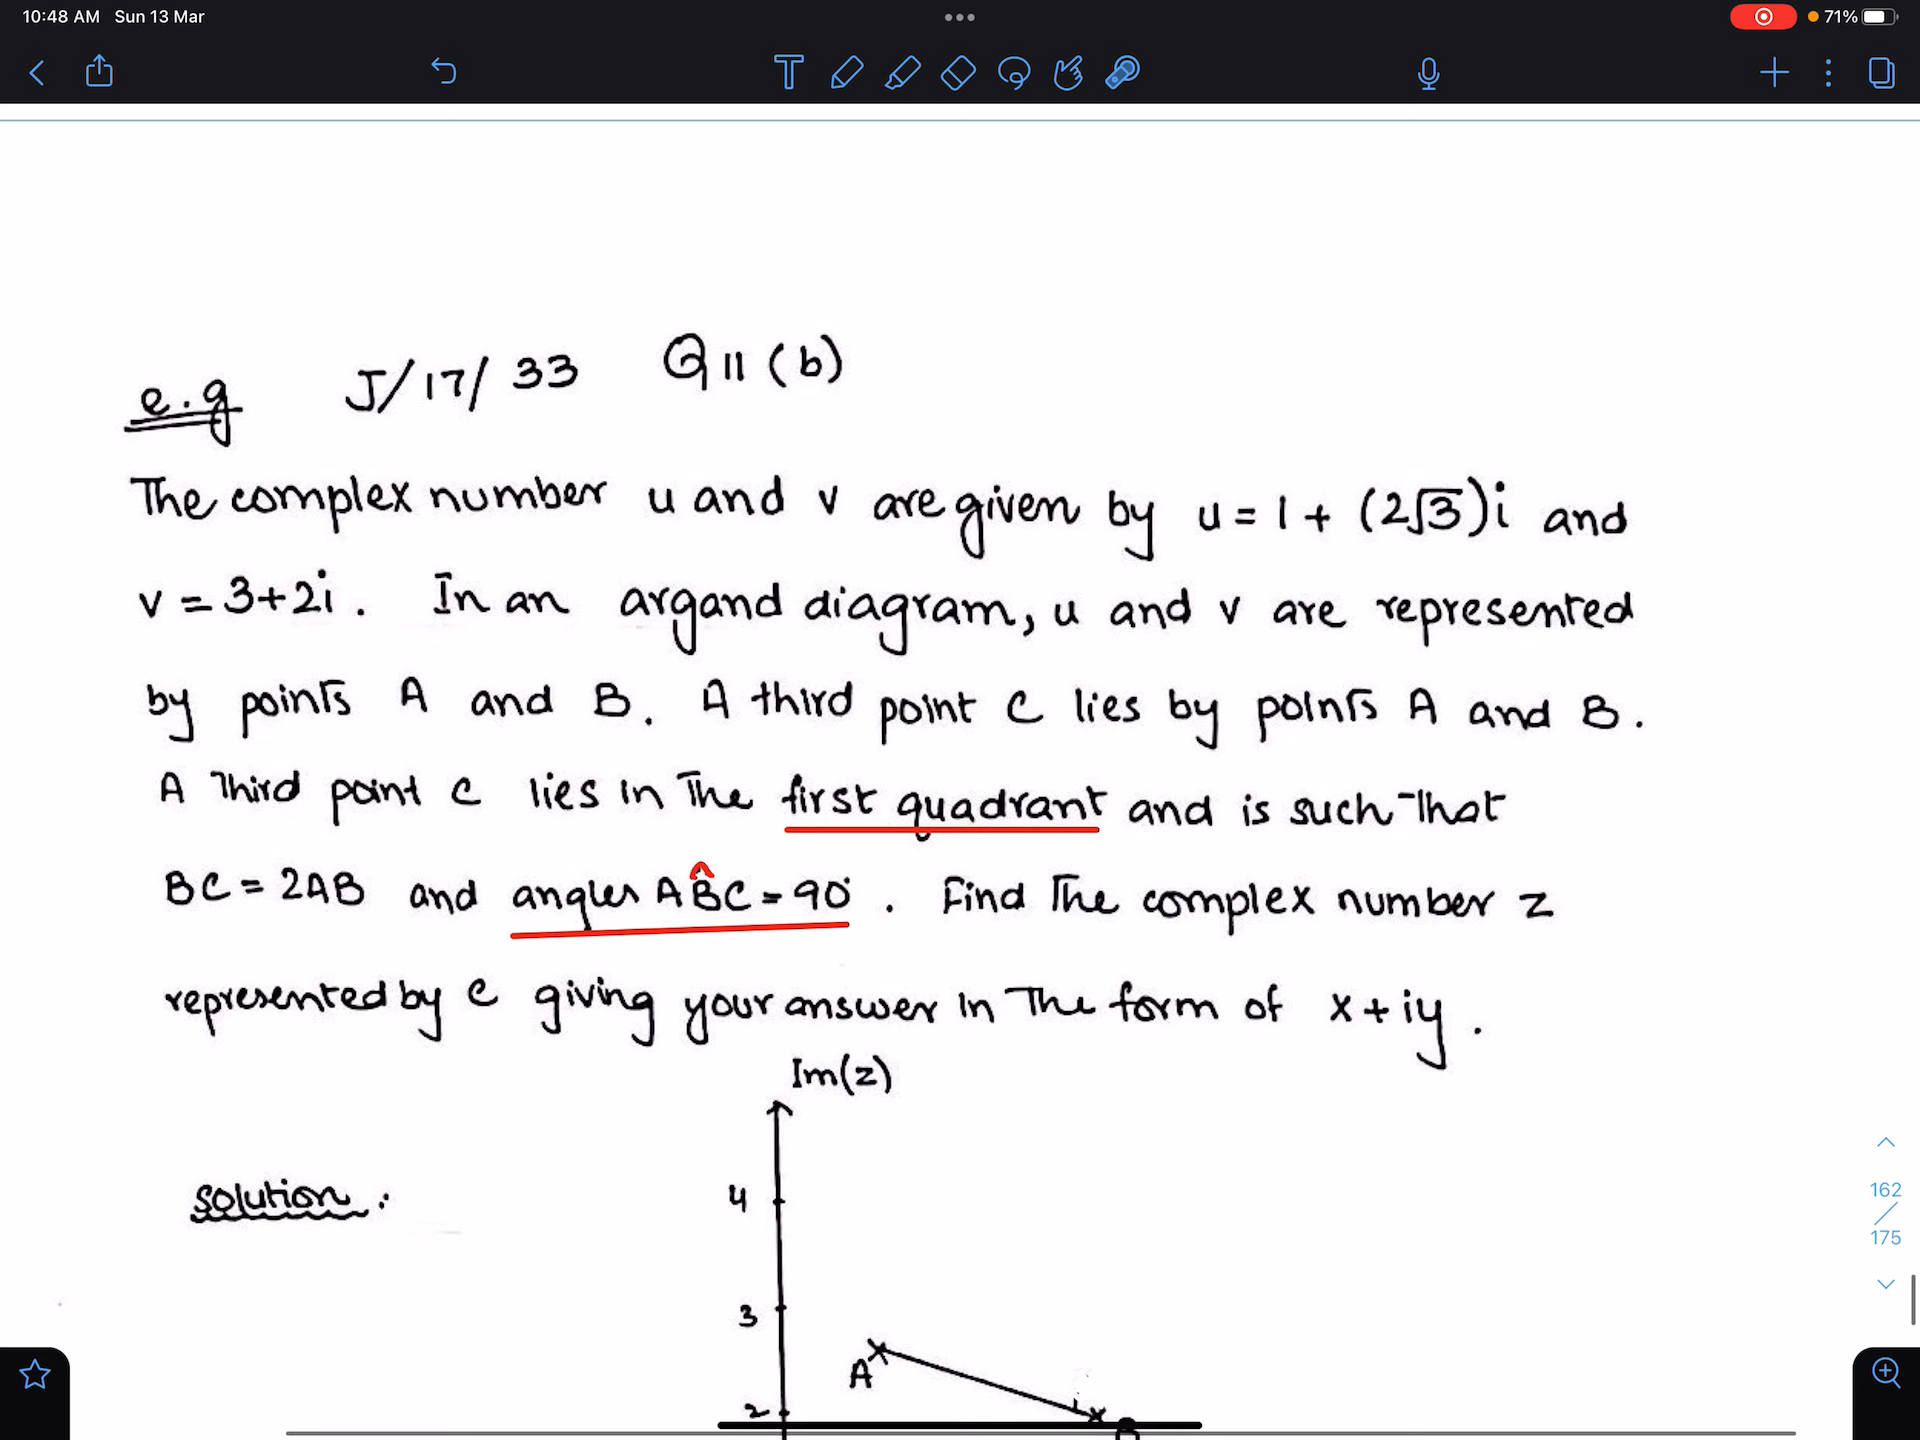 10:48 AM Sun 13 Mar
71%
e.g J/17/33 Q11 (b)
The complex number u and v are given by u = 1 + (2√3)i and
v = 3+2i. In an argand diagram, u and v are represented
by points A and B. A third point C lies by points A and B.
A third point C lies in the first quadrant and is such that
BC = 2AB and angles AB̂C = 90°. Find the complex number z
represented by C giving your answer in the form of x + iy.
Im(z)
solution :
4
3
A
2
162
/
175